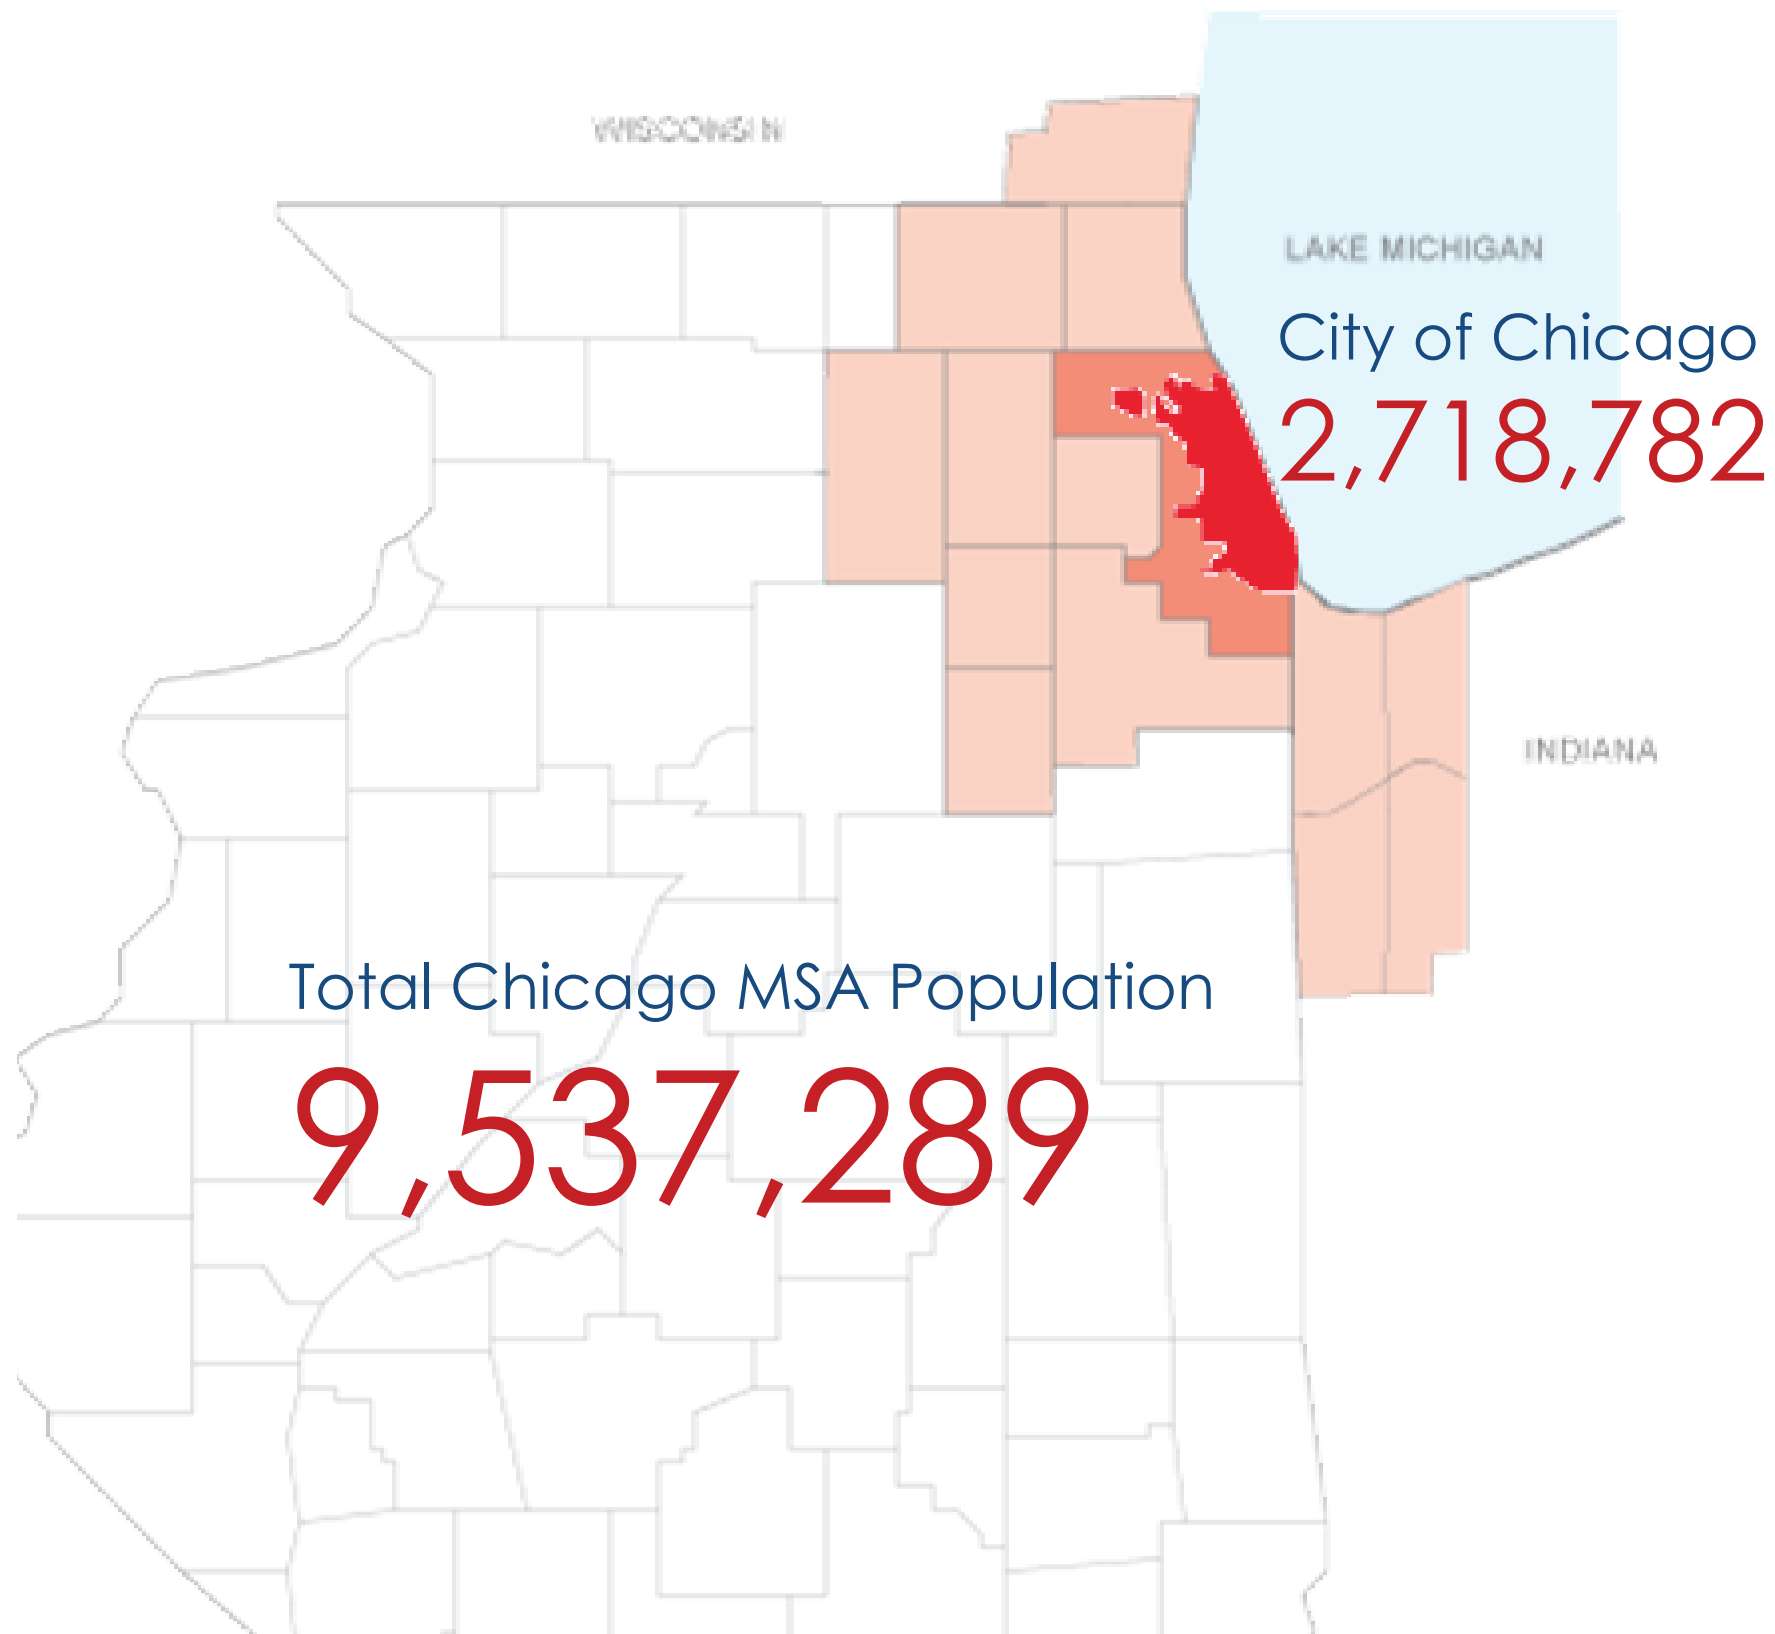 WISCONSIN
LAKE MICHIGAN
City of Chicago
2,718,782
INDIANA
Total Chicago MSA Population
9,537,289